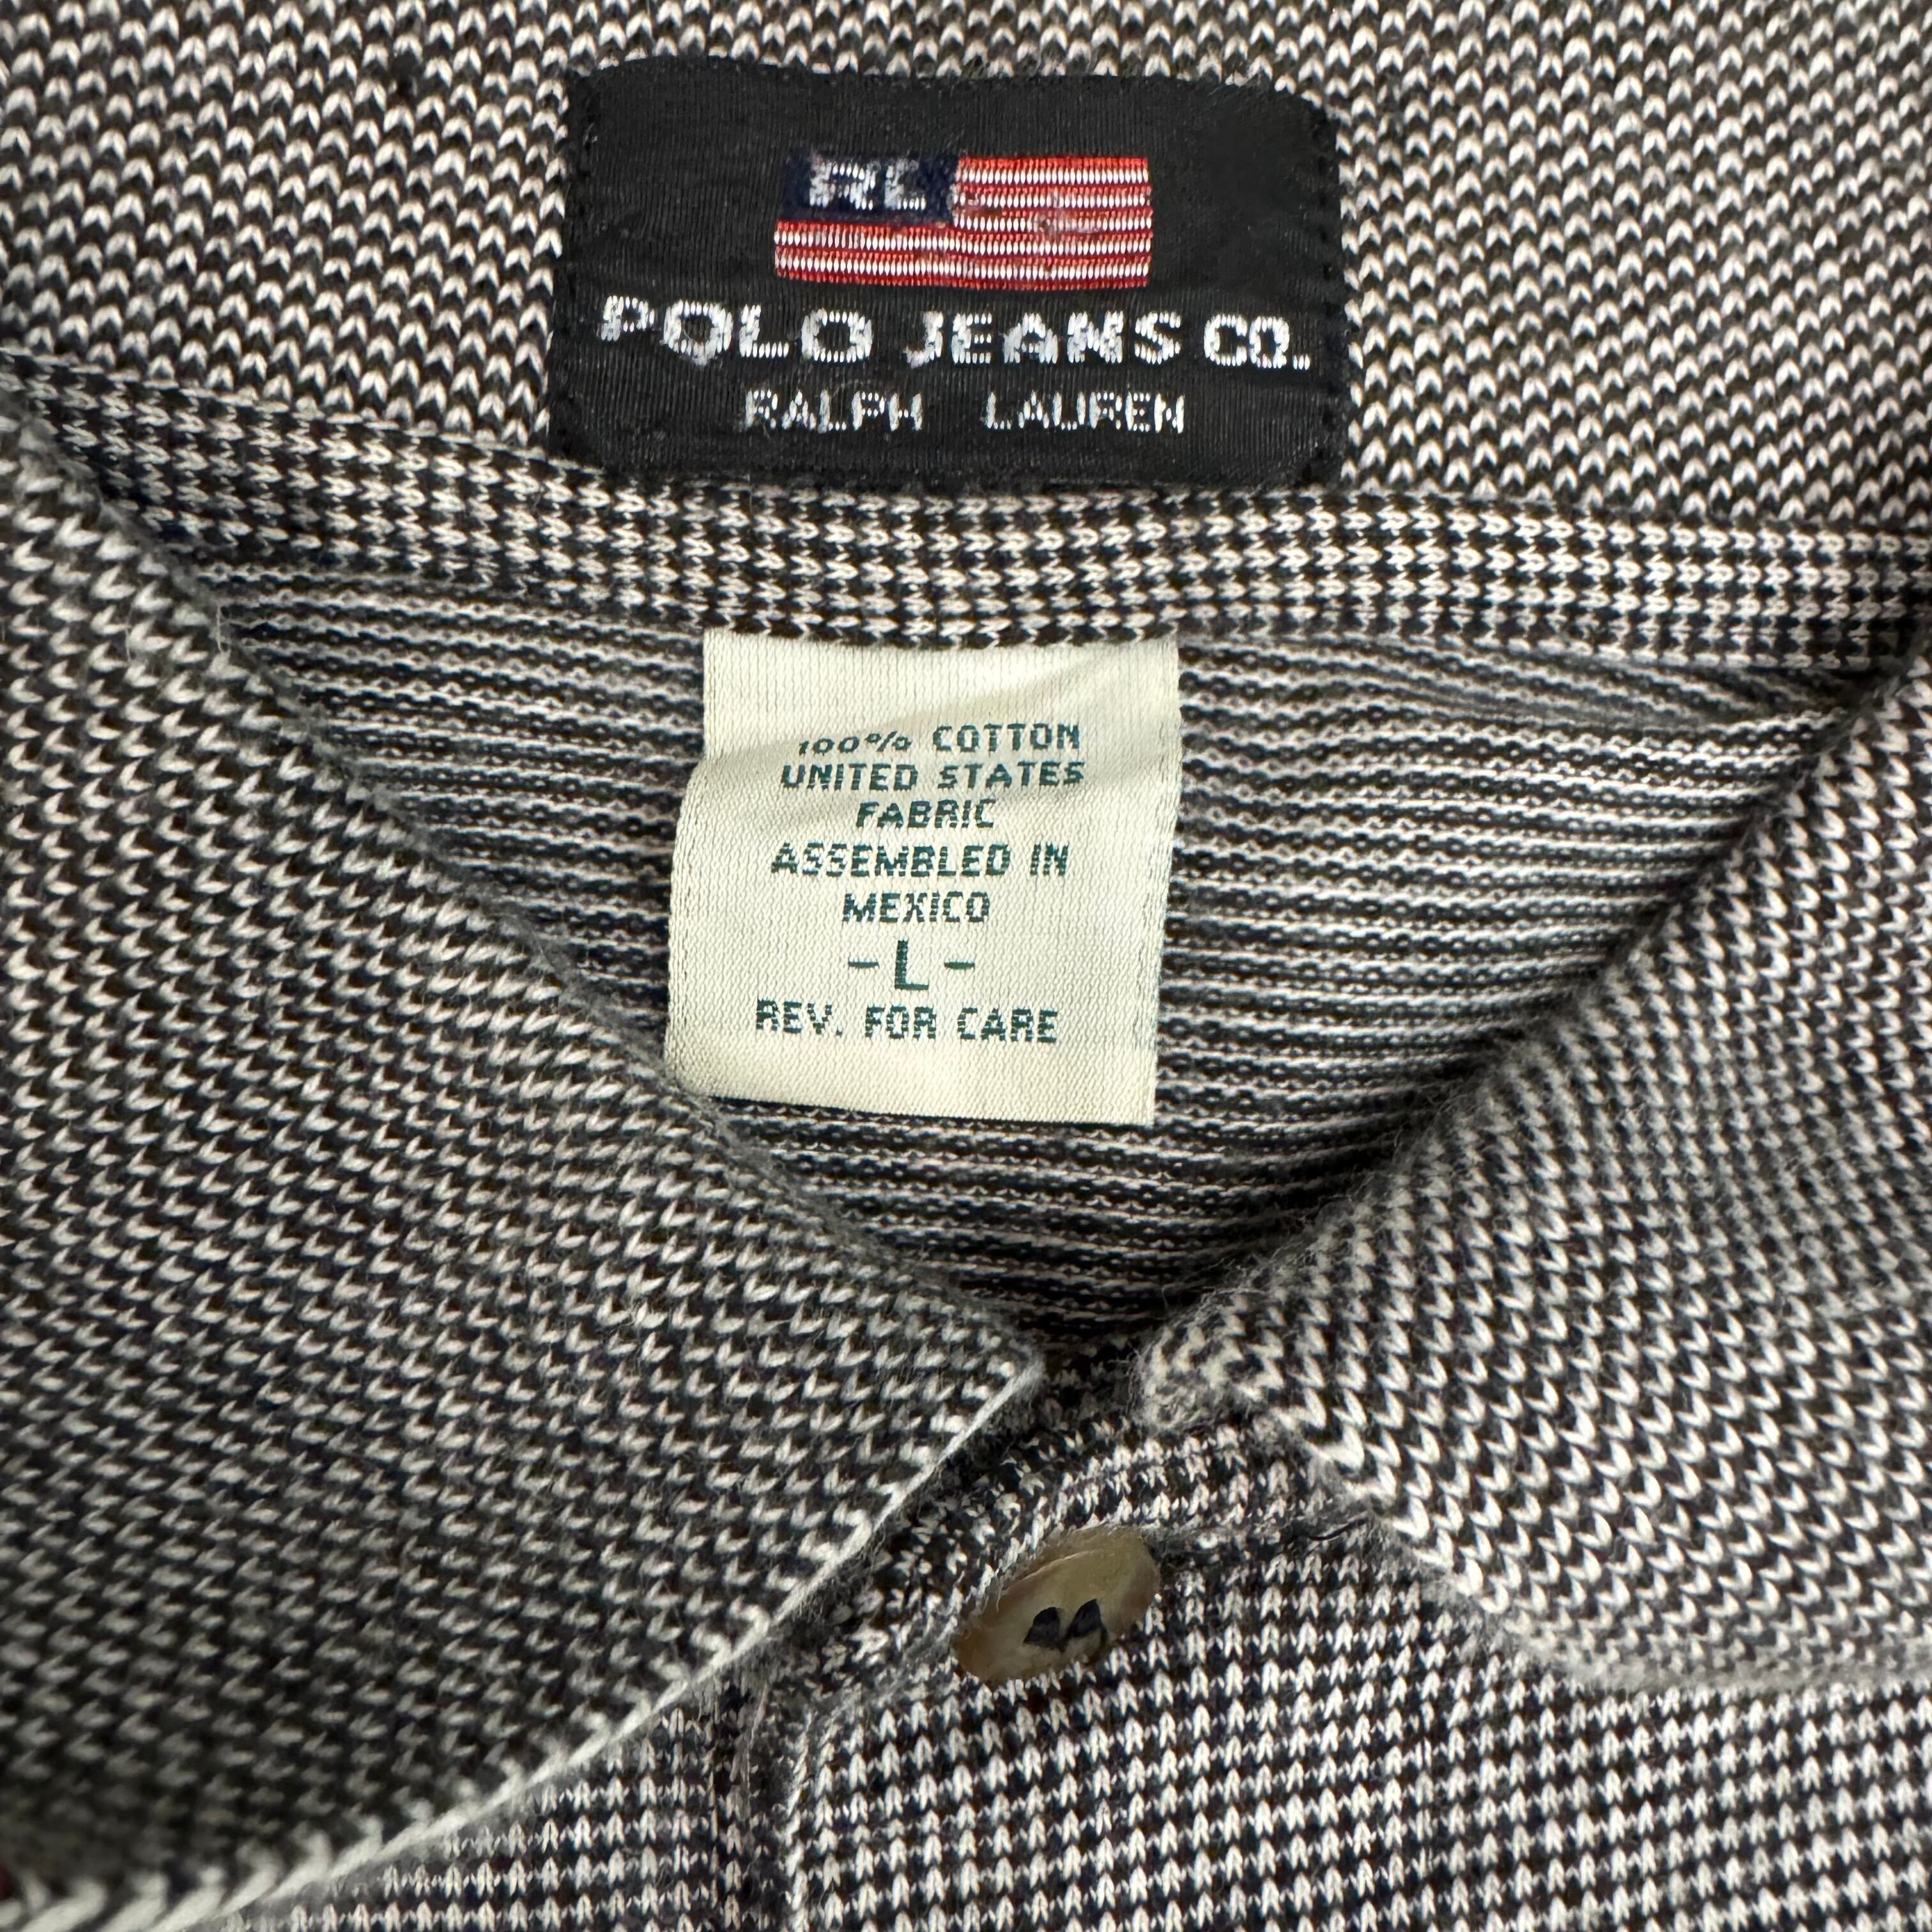 RL
POLO JEANS CO.
RALPH LAUREN
100% COTTON
UNITED STATES
FABRIC
ASSEMBLED IN
MEXICO
-L-
REV. FOR CARE